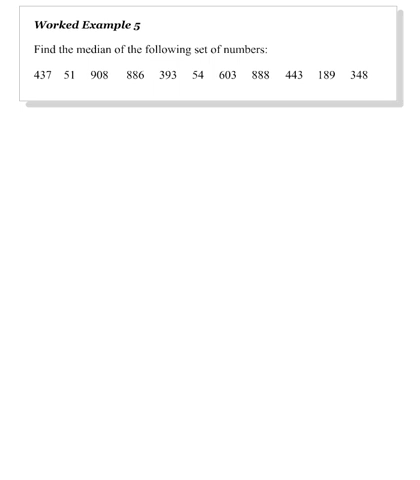 Worked Example 5
Find the median of the following set of numbers:
437 51 908 886 393 54 603 888 443 189 348